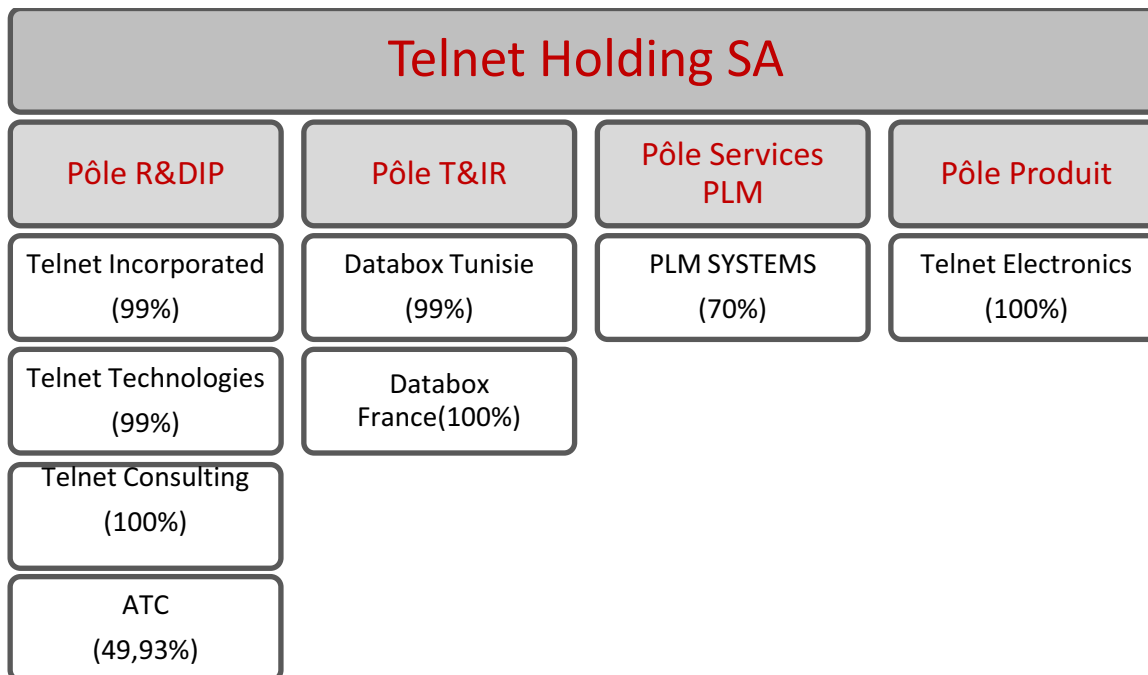 Telnet Holding SA
Pôle R&DIP
Telnet Incorporated
(99%)
Telnet Technologies
(99%)
Telnet Consulting
(100%)
ATC
(49,93%)
Pôle T&IR
Databox Tunisie
(99%)
Databox
France(100%)
Pôle Services
PLM
PLM SYSTEMS
(70%)
Pôle Produit
Telnet Electronics
(100%)